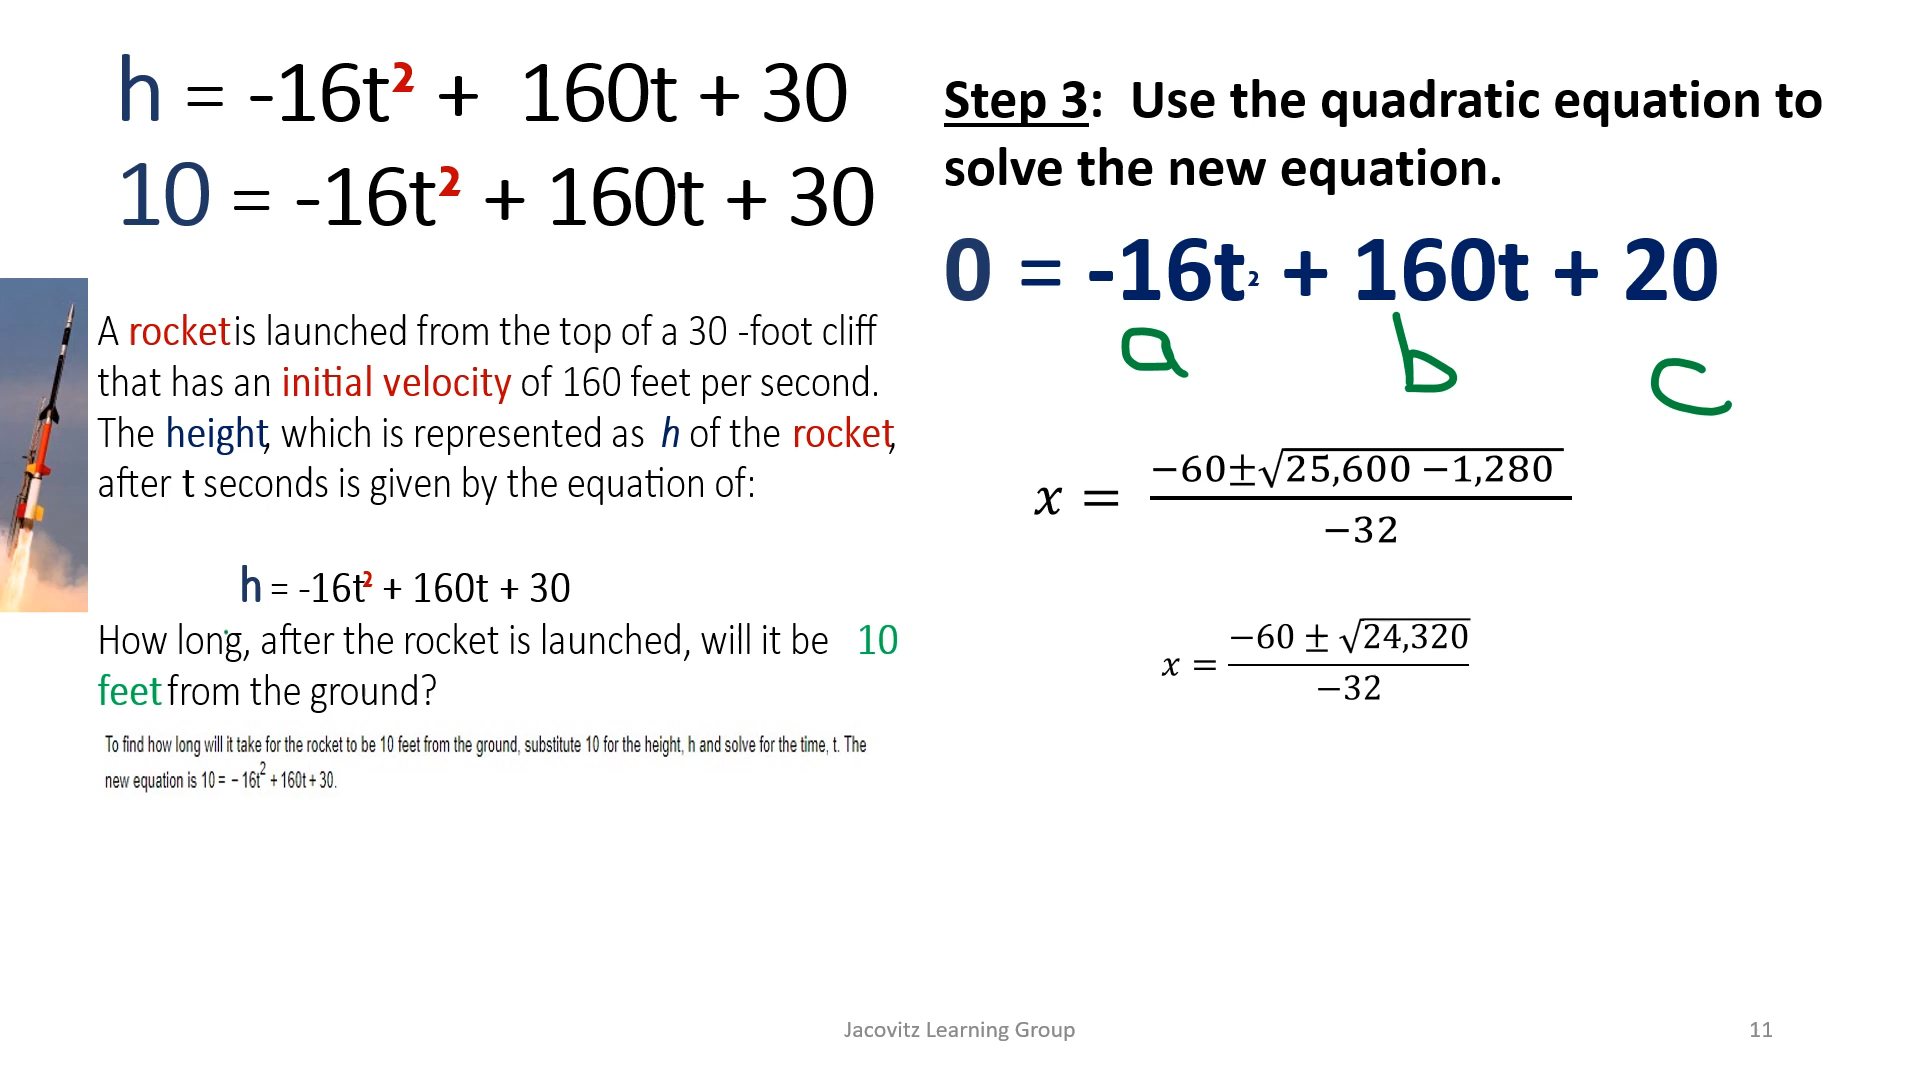 h = -16t² + 160t + 30
10 = -16t² + 160t + 30
A rocket is launched from the top of a 30 -foot cliff
that has an initial velocity of 160 feet per second.
The height, which is represented as h of the rocket,
after t seconds is given by the equation of:
h = -16t² + 160t + 30
How long, after the rocket is launched, will it be 10
feet from the ground?
To find how long will it take for the rocket to be 10 feet from the ground, substitute 10 for the height, h and solve for the time, t. The
new equation is 10 = – 16t² + 160t + 30.
Step 3: Use the quadratic equation to
solve the new equation.
0 = -16t² + 160t + 20
a b c
x = (−60±√(25,600 −1,280))/(−32)
x = (−60 ± √(24,320))/(−32)
Jacovitz Learning Group
11